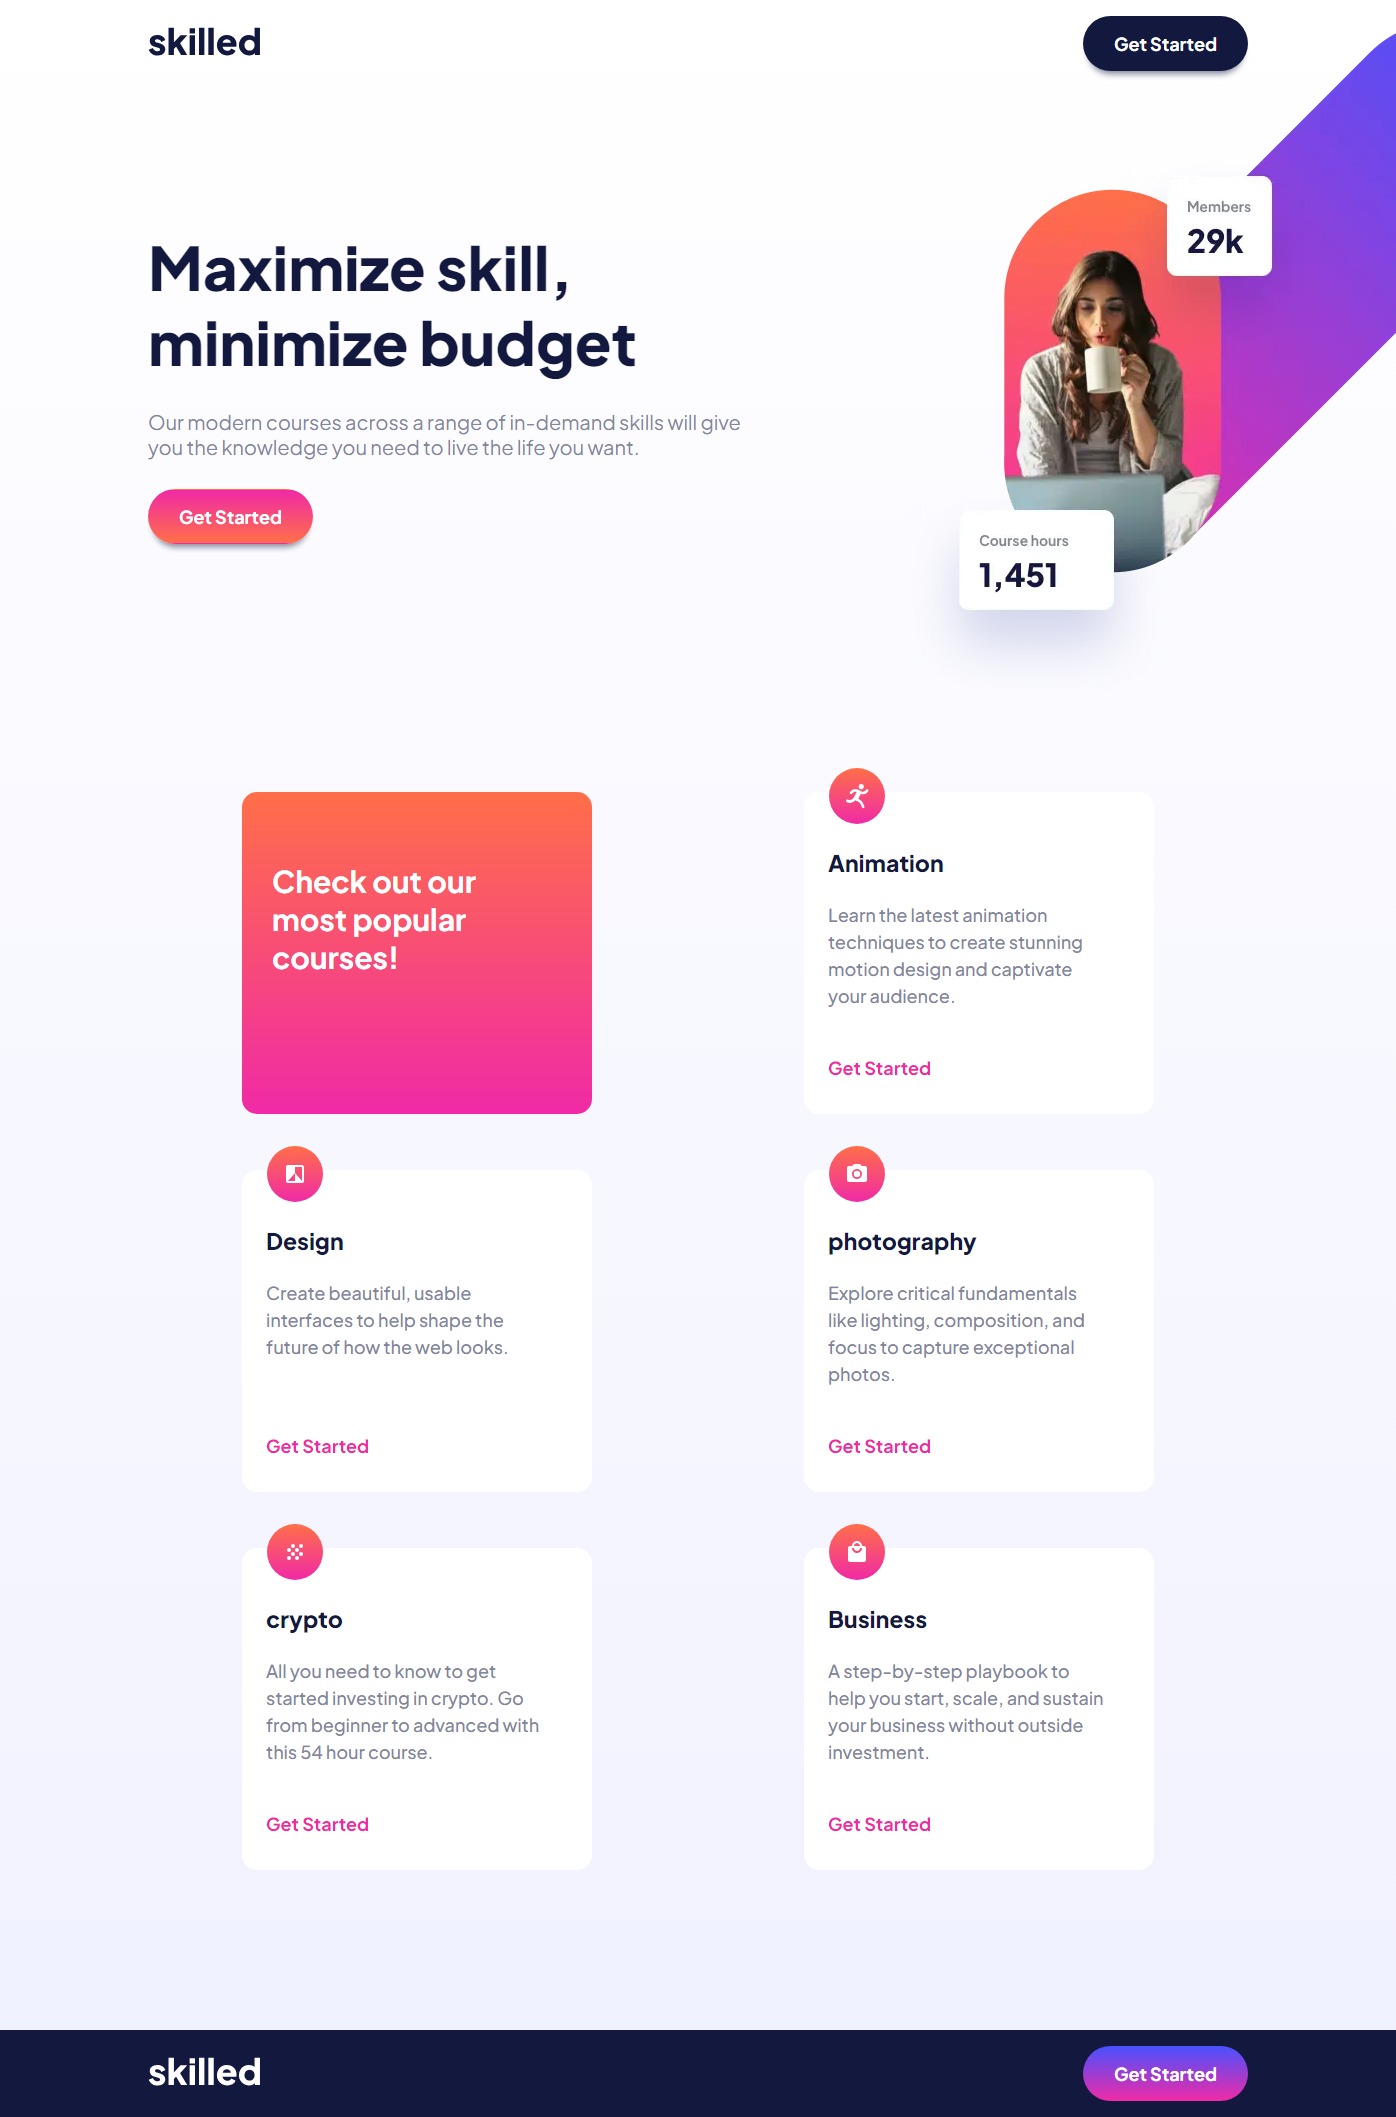 skilled
Get Started
Maximize skill,
minimize budget
Our modern courses across a range of in-demand skills will give
you the knowledge you need to live the life you want.
Get Started
Members
29k
Course hours
1,451
Check out our
most popular
courses!
Animation
Learn the latest animation
techniques to create stunning
motion design and captivate
your audience.
Get Started
Design
Create beautiful, usable
interfaces to help shape the
future of how the web looks.
Get Started
photography
Explore critical fundamentals
like lighting, composition, and
focus to capture exceptional
photos.
Get Started
crypto
All you need to know to get
started investing in crypto. Go
from beginner to advanced with
this 54 hour course.
Get Started
Business
A step-by-step playbook to
help you start, scale, and sustain
your business without outside
investment.
Get Started
skilled
Get Started